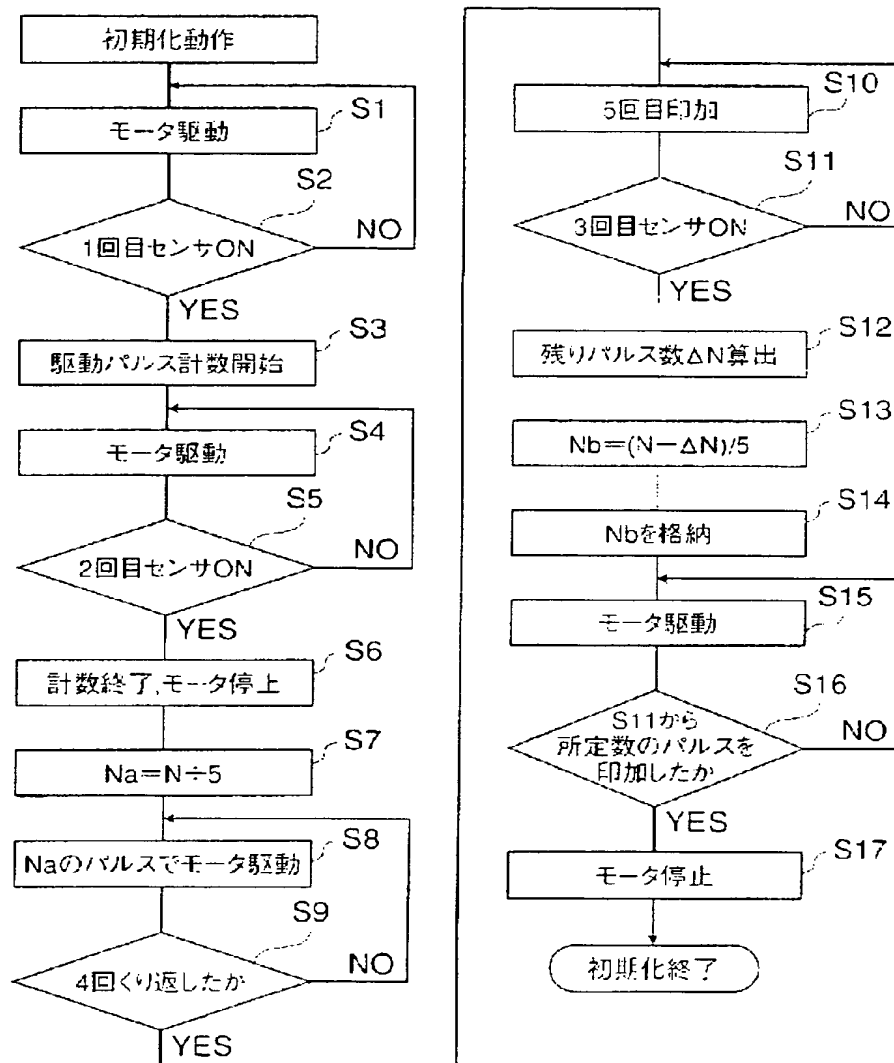 初期化動作
モータ駆動
S1
1回目センサON
S2
NO
YES
駆動パルス計数開始
S3
モータ駆動
S4
2回目センサON
S5
NO
YES
計数終了,モータ停止
S6
Na=N÷5
S7
Naのパルスでモータ駆動
S8
4回くり返したか
S9
NO
YES
5回目印加
S10
3回目センサON
S11
NO
YES
残りパルス数ΔN算出
S12
Nb=(N-ΔN)/5
S13
Nbを格納
S14
モータ駆動
S15
S11から
所定数のパルスを
印加したか
S16
NO
YES
モータ停止
S17
初期化終了